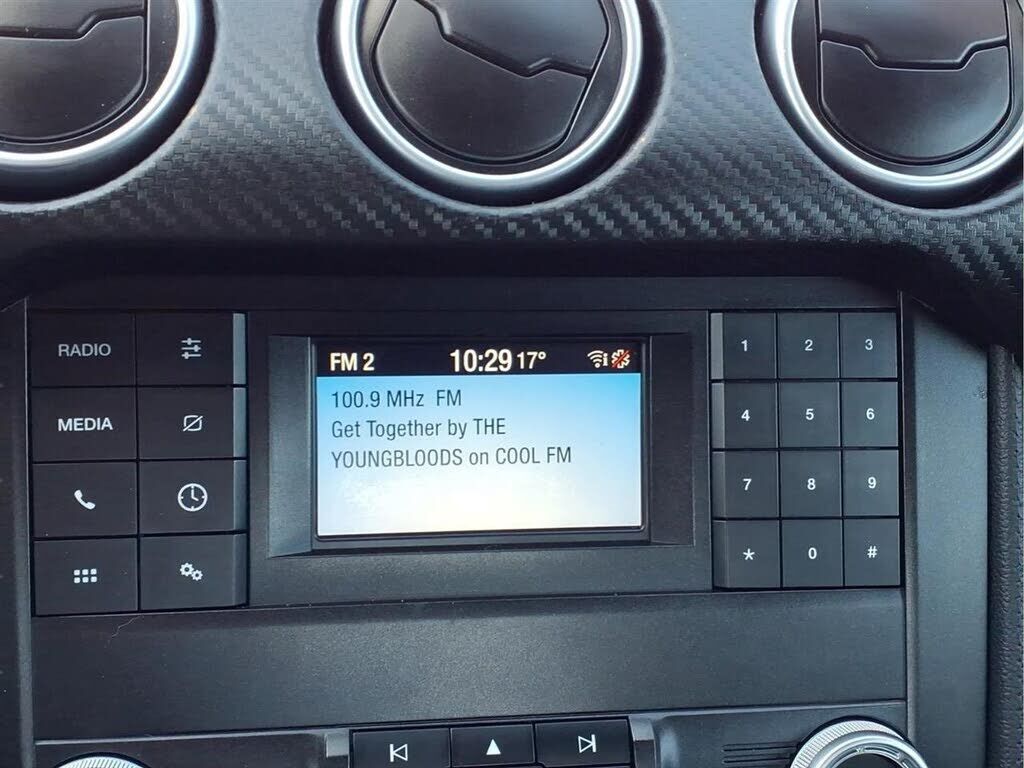 FM 2 10:29 17°
100.9 MHz FM
Get Together by THE
YOUNGBLOODS on COOL FM
RADIO
MEDIA
1 2 3
4 5 6
7 8 9
* 0 #